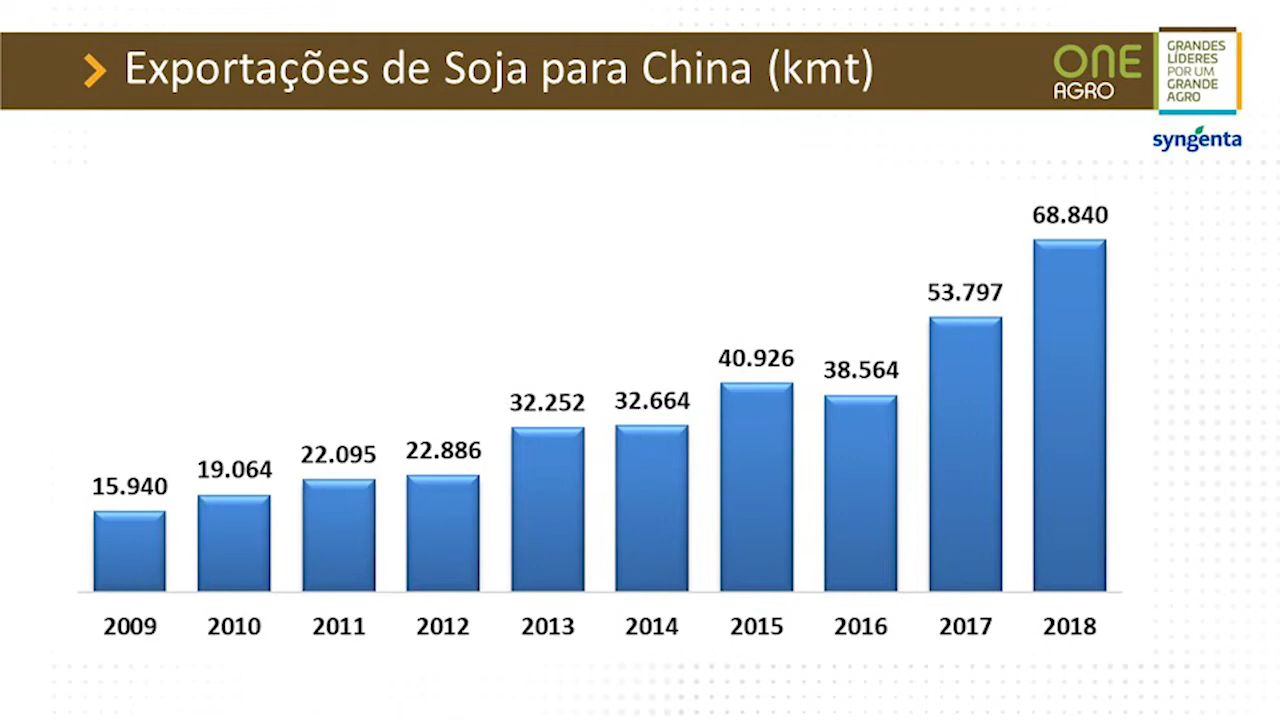 Exportações de Soja para China (kmt)
ONE
AGRO
GRANDES
LÍDERES
POR UM
GRANDE
AGRO
syngenta
68.840
53.797
40.926
38.564
32.252
32.664
22.095
22.886
19.064
15.940
2009
2010
2011
2012
2013
2014
2015
2016
2017
2018